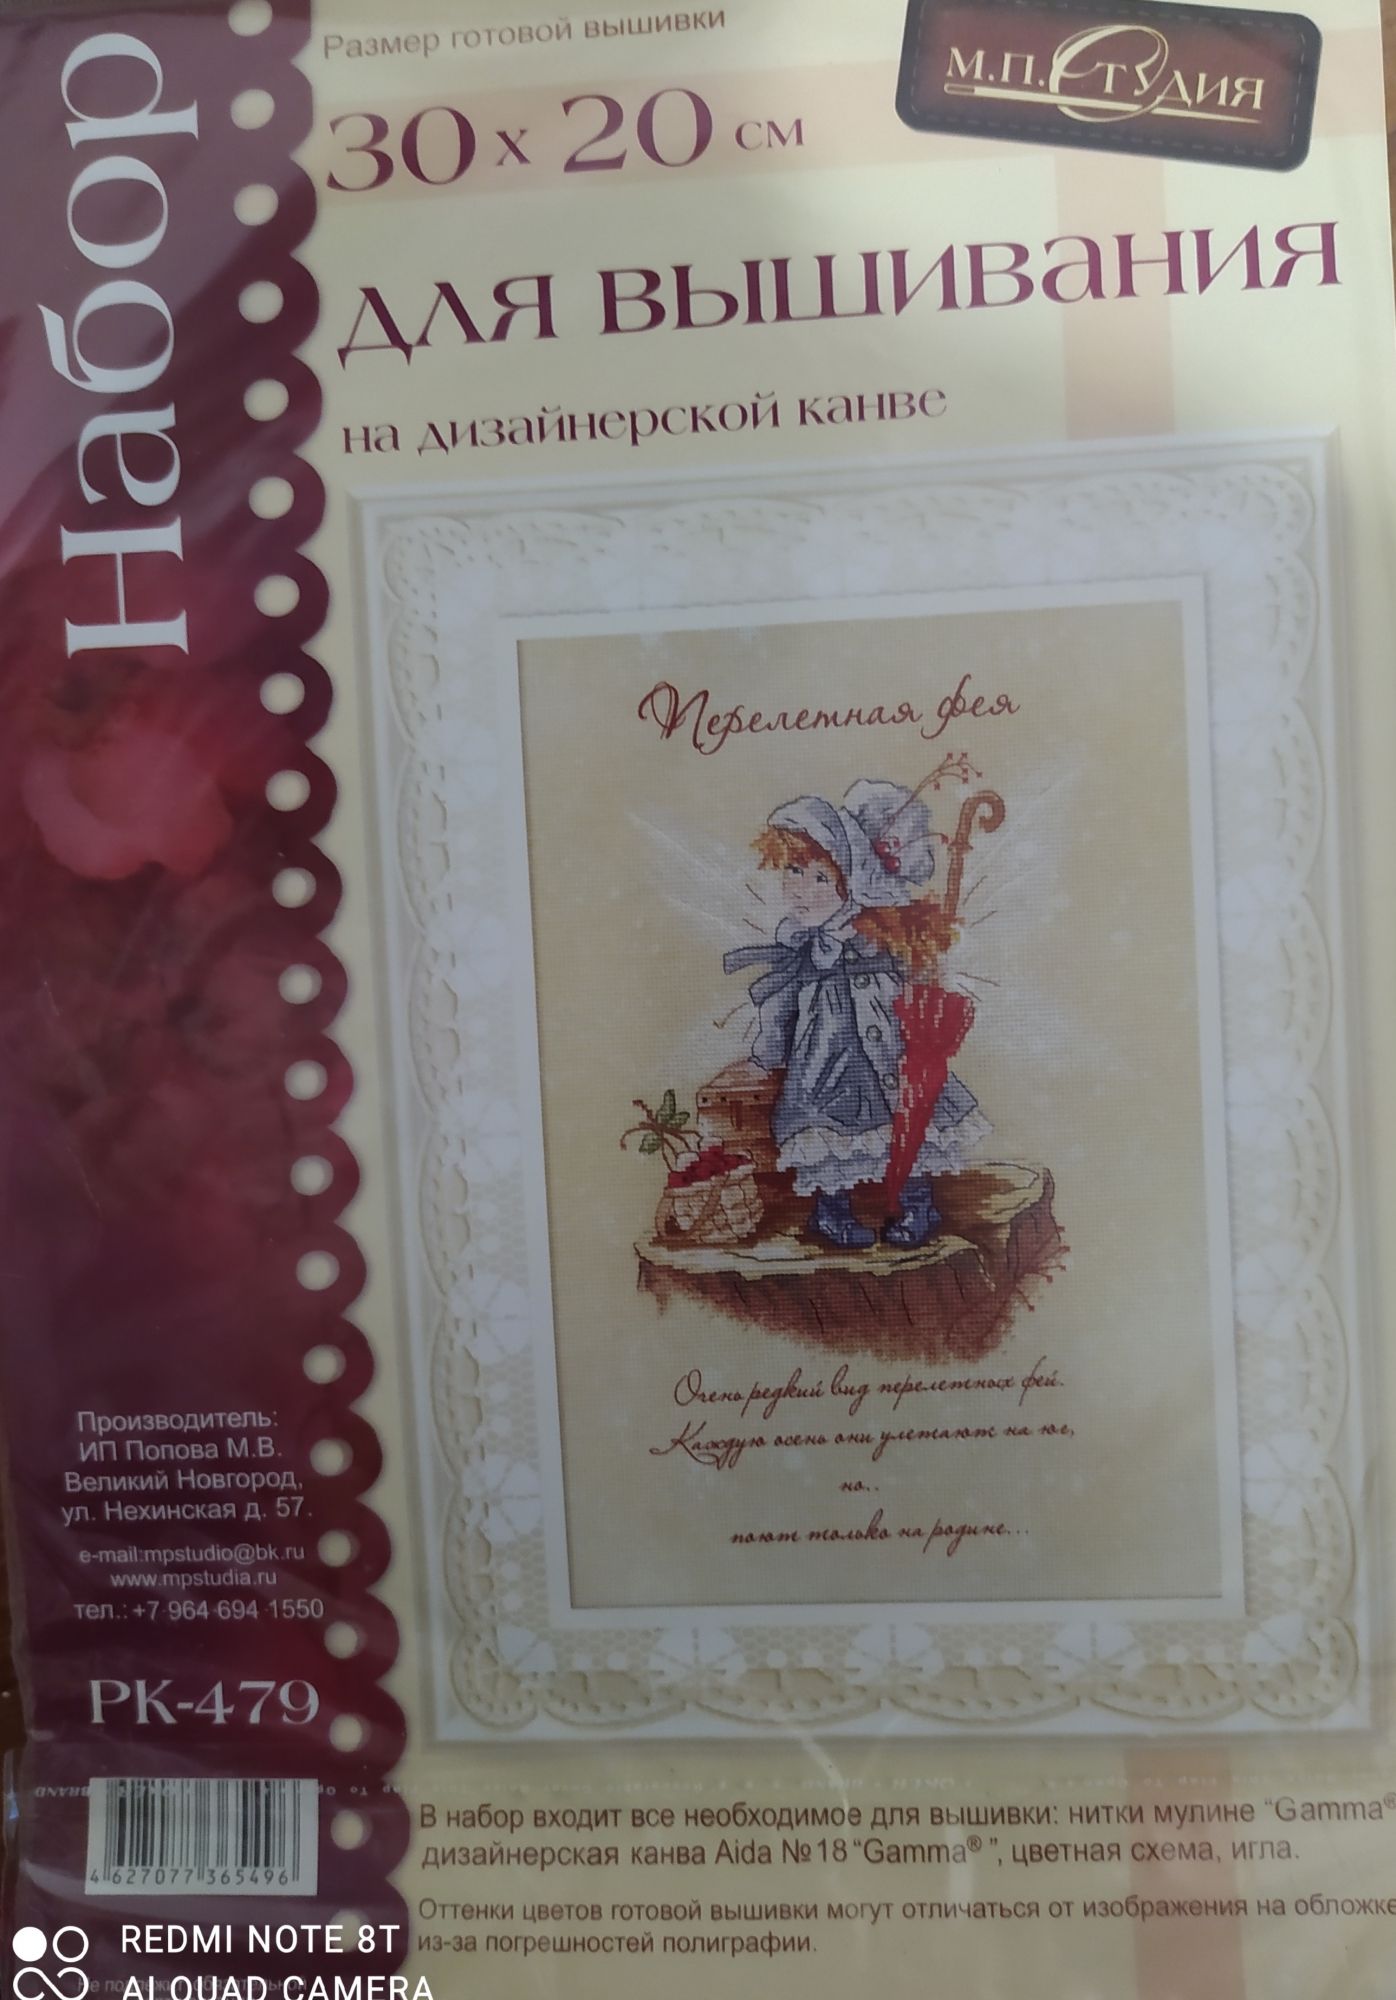 Набор
Размер готовой вышивки
30 х 20 см
М.П.Студия
для вышивания
на дизайнерской канве
Перелетная фея
Очень редкий вид перелетных фей.
Каждую осень они улетают на юг,
но..
поют только на родине...
Производитель:
ИП Попова М.В.
Великий Новгород,
ул. Нехинская д. 57.
e-mail:mpstudio@bk.ru
www.mpstudia.ru
тел.: +7-964-694-1550
РК-479
4 627077 365496
В набор входит все необходимое для вышивки: нитки мулине “Gamma®
дизайнерская канва Aida №18 “Gamma® ”, цветная схема, игла.
Оттенки цветов готовой вышивки могут отличаться от изображения на обложке
из-за погрешностей полиграфии.
Не подлежит обязательной
REDMI NOTE 8T
AI QUAD CAMERA